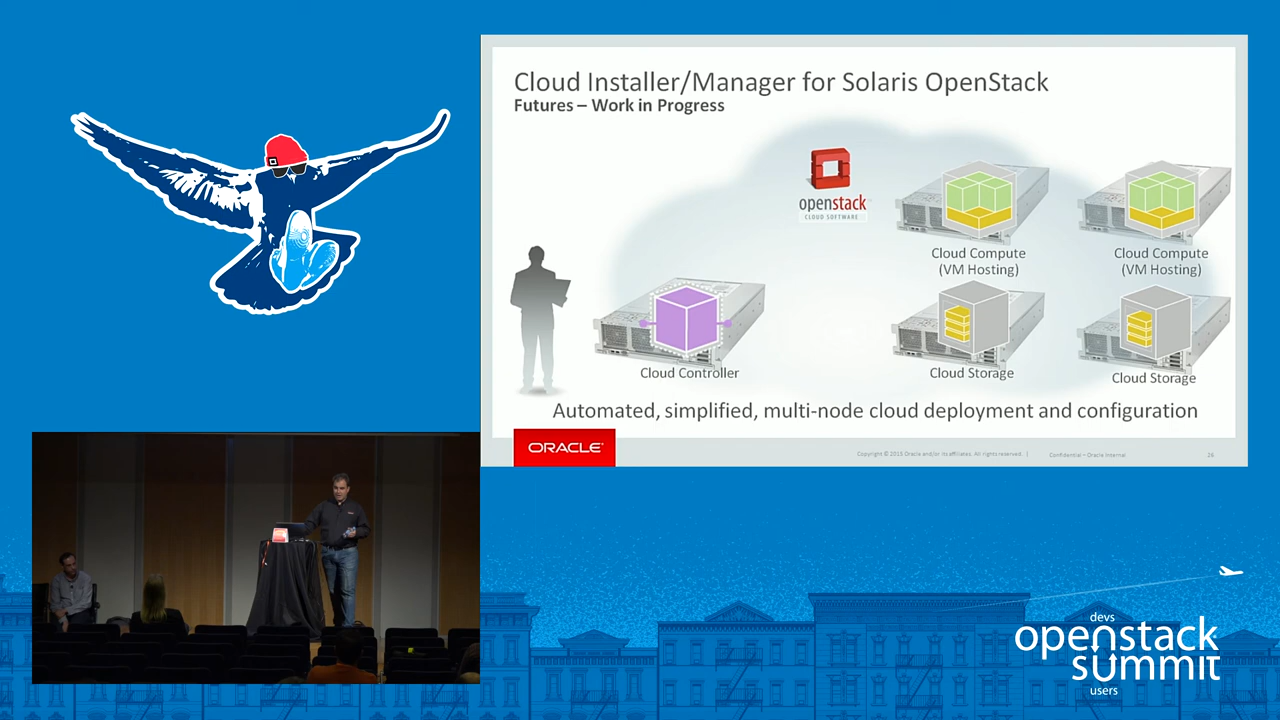 Cloud Installer/Manager for Solaris OpenStack
Futures – Work in Progress
openstack
CLOUD SOFTWARE
Cloud Compute
(VM Hosting)
Cloud Compute
(VM Hosting)
Cloud Controller
Cloud Storage
Cloud Storage
Automated, simplified, multi-node cloud deployment and configuration
ORACLE
Copyright © 2015 Oracle and/or its affiliates. All rights reserved. |
Confidential – Oracle Internal
26
devs
openstack
summit
users